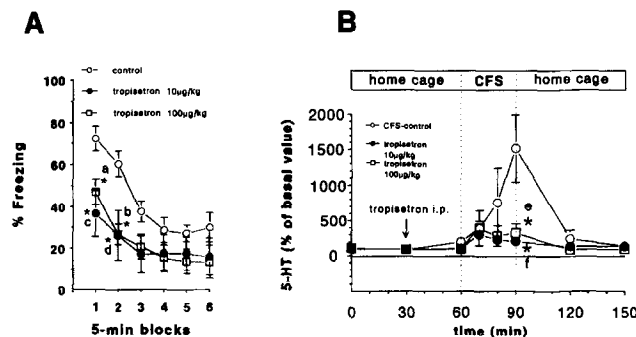 A
control
tropisetron 10µg/kg
tropisetron 100µg/kg
100
80
60
40
20
0
% Freezing
a
*
b
*
*
c
*
d
1 2 3 4 5 6
5-min blocks
B
home cage CFS home cage
2000
1500
1000
500
0
5-HT (% of basal value)
CFS-control
tropisetron
10µg/kg
tropisetron
100µg/kg
tropisetron i.p.
e
*
*
f
0 30 60 90 120 150
time (min)